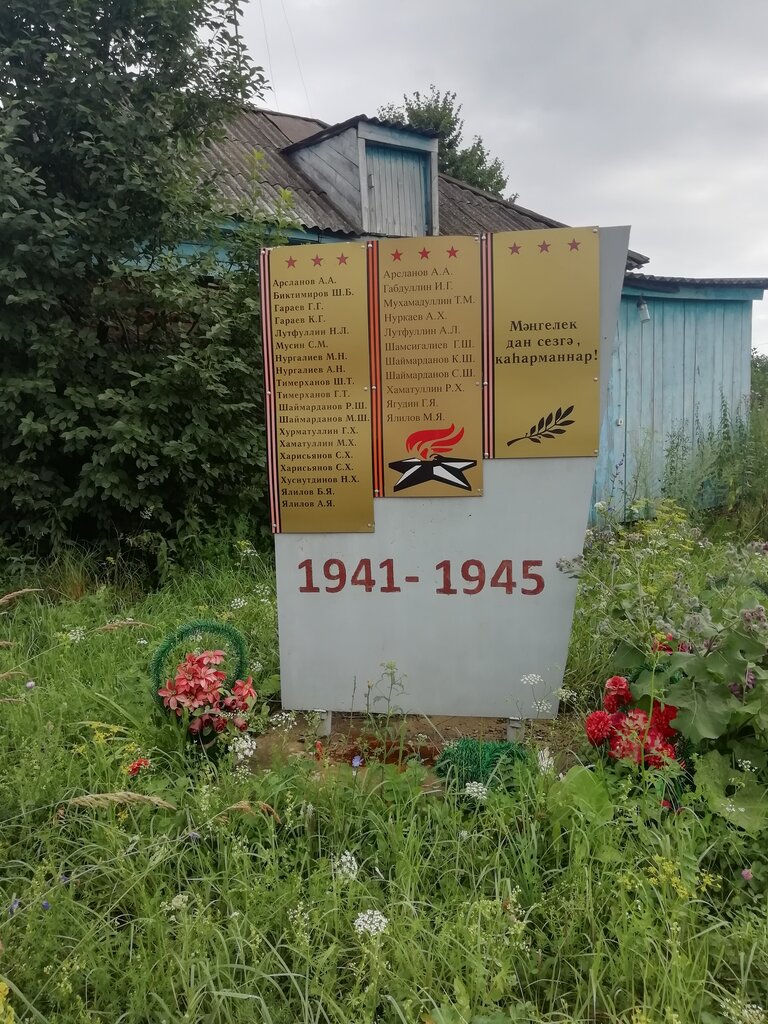 Арсланов А.А.
Биктимиров Ш.Б.
Гараев Г.Г.
Гараев К.Г.
Лутфуллин Н.Л.
Мусин С.М.
Нургалиев М.Н.
Нургалиев А.Н.
Тимерханов Ш.Т.
Тимерханов Г.Т.
Шаймарданов Р.Ш.
Шаймарданов М.Ш.
Хурматуллин Г.Х.
Хаматуллин М.Х.
Харисьянов С.Х.
Харисьянов С.Х.
Хуснутдинов Н.Х.
Ялилов Б.Я.
Ялилов А.Я.
Арсланов А.А.
Габдуллин И.Г.
Мухамадуллин Т.М.
Нуркаев А.Х.
Лутфуллин А.Л.
Шамсигалиев Г.Ш.
Шаймарданов К.Ш.
Шаймарданов С.Ш.
Хаматуллин Р.Х.
Ягудин Г.Я.
Ялилов М.Я.
Мәңгелек
дан сезгә,
каһарманнар!
1941-1945